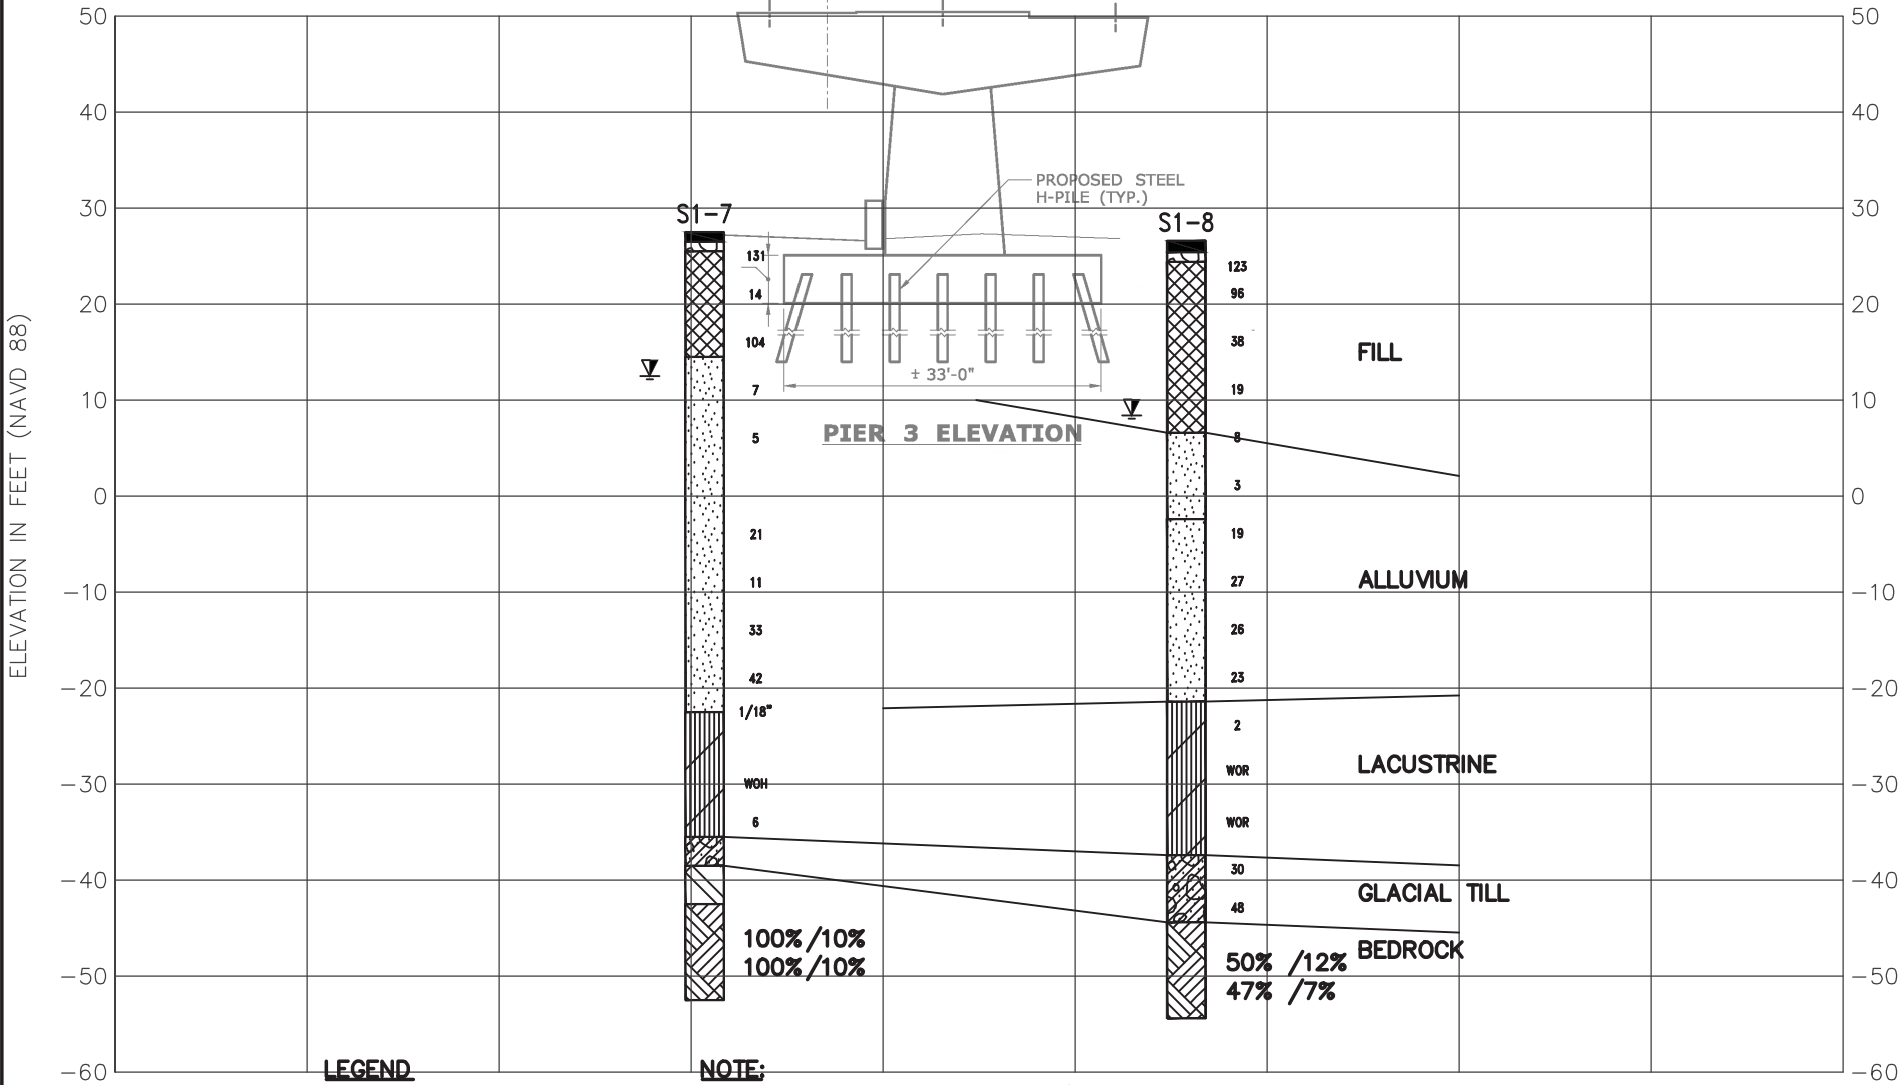 50 50
40 40
PROPOSED STEEL
H-PILE (TYP.)
30 30
S1-7 S1-8
131 123
14 96
20 20
104 38
FILL
± 33'-0"
7 19
10 10
PIER 3 ELEVATION
5 8
3
0 0
21 19
ALLUVIUM
11 27
-10 -10
33 26
42 23
-20 -20
1/18" 2
LACUSTRINE
WOH WOR
-30 -30
6 WOR
30
-40 -40
GLACIAL TILL
48
100%/10% BEDROCK
100%/10% 50% /12%
-50 -50
47% /7%
LEGEND NOTE:
-60 -60
ELEVATION IN FEET (NAVD 88)